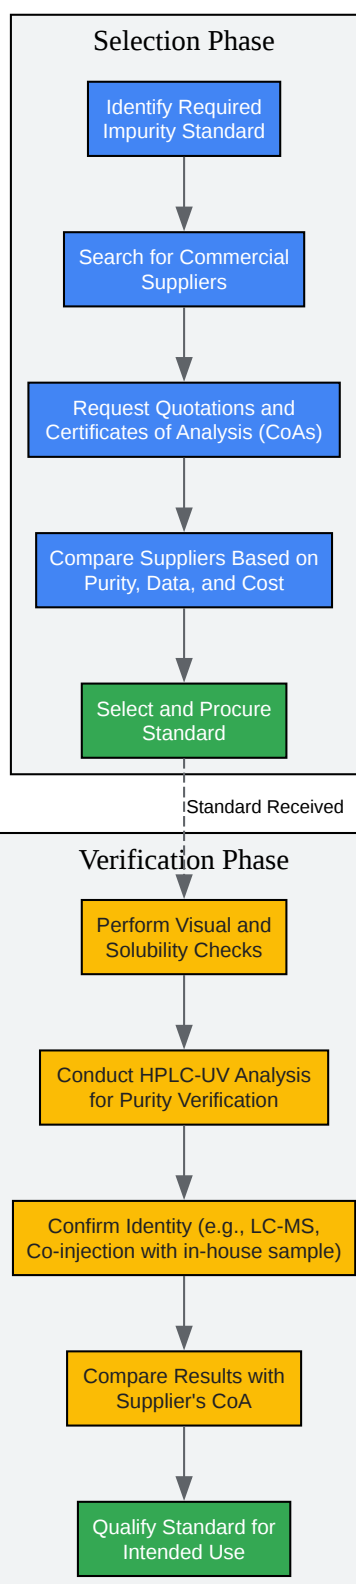 Selection Phase
Identify Required
Impurity Standard
Search for Commercial
Suppliers
Request Quotations and
Certificates of Analysis (CoAs)
Compare Suppliers Based on
Purity, Data, and Cost
Select and Procure
Standard
Standard Received
Verification Phase
Perform Visual and
Solubility Checks
Conduct HPLC-UV Analysis
for Purity Verification
Confirm Identity (e.g., LC-MS,
Co-injection with in-house sample)
Compare Results with
Supplier's CoA
Qualify Standard for
Intended Use